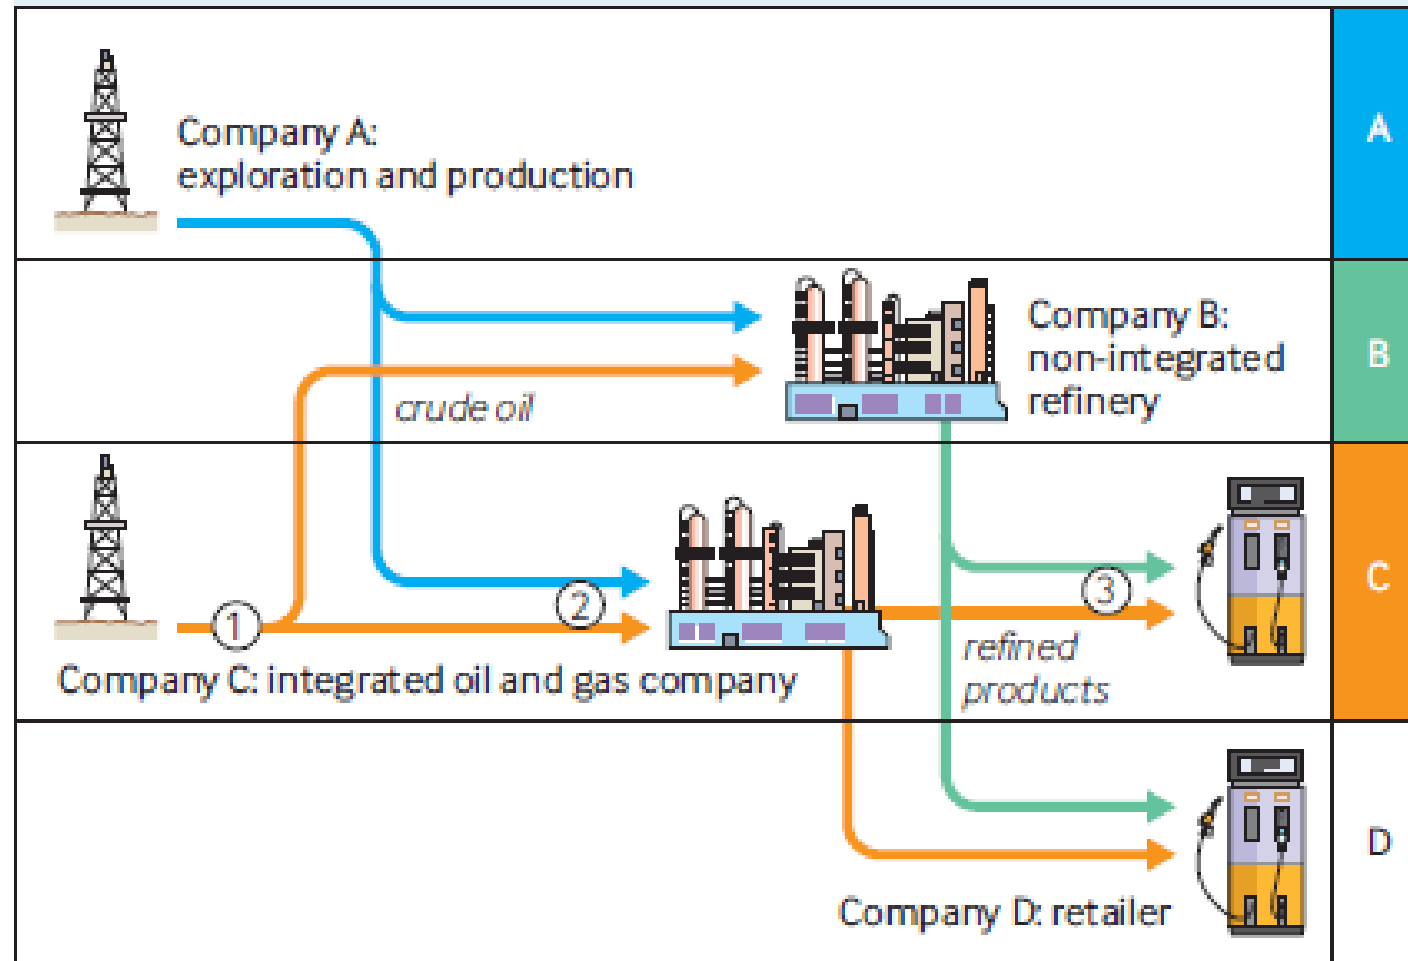 Company A:
exploration and production
A
Company B:
non-integrated
refinery
B
crude oil
1
2
3
C
refined
products
Company C: integrated oil and gas company
D
Company D: retailer